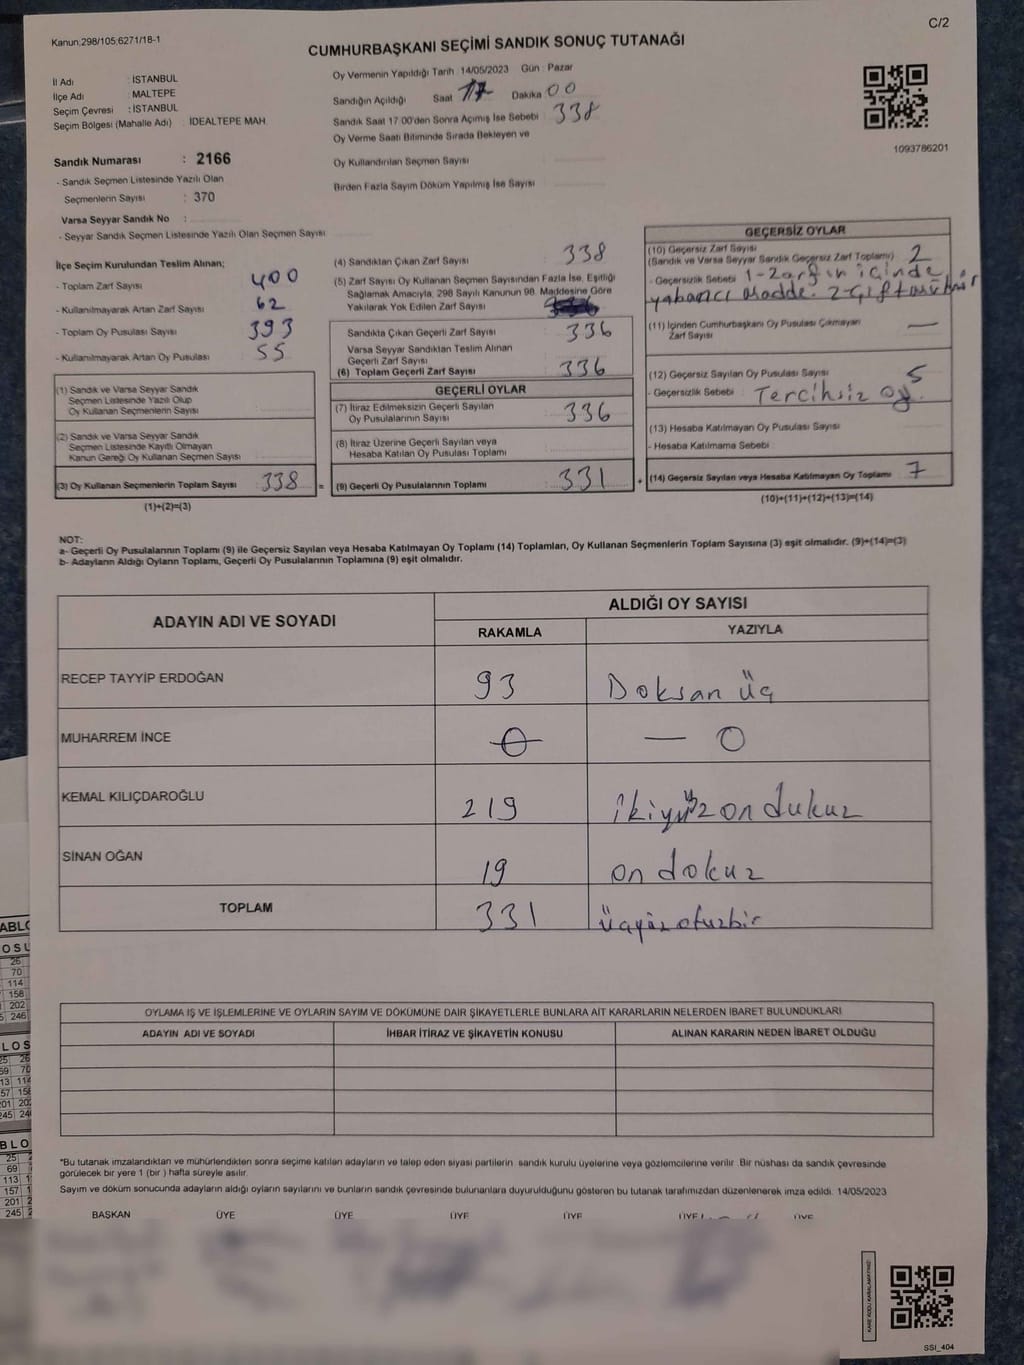 Kanun:298/105;6271/18-1
C/2
CUMHURBAŞKANI SEÇİMİ SANDIK SONUÇ TUTANAĞI
İl Adı : İSTANBUL
İlçe Adı : MALTEPE
Seçim Çevresi : İSTANBUL
Seçim Bölgesi (Mahalle Adı) : İDEALTEPE MAH.
Oy Vermenin Yapıldığı Tarih : 14/05/2023 Gün : Pazar
Sandığın Açıldığı Saat 17 Dakika 00
Sandık Saat 17:00'den Sonra Açımış İse Sebebi 338
Oy Verme Saati Bitiminde Sırada Bekleyen ve
Oy Kullandırılan Seçmen Sayısı
Birden Fazla Sayım Döküm Yapılmış İse Sayısı
1093786201
Sandık Numarası : 2166
- Sandık Seçmen Listesinde Yazılı Olan
Seçmenlerin Sayısı : 370
Varsa Seyyar Sandık No :
- Seyyar Sandık Seçmen Listesinde Yazılı Olan Seçmen Sayısı
İlçe Seçim Kurulundan Teslim Alınan;
- Toplam Zarf Sayısı 400
- Kullanılmayarak Artan Zarf Sayısı 62
- Toplam Oy Pusulası Sayısı 393
- Kullanılmayarak Artan Oy Pusulası 55
(1) Sandık ve Varsa Seyyar Sandık
Seçmen Listesinde Yazılı Olup
Oy Kullanan Seçmenlerin Sayısı
(2) Sandık ve Varsa Seyyar Sandık
Seçmen Listesinde Kayıtlı Olmayan
Kanun Gereği Oy Kullanan Seçmen Sayısı
(3) Oy Kullanan Seçmenlerin Toplam Sayısı 338 =
(1)+(2)=(3)
(4) Sandıktan Çıkan Zarf Sayısı 338
(5) Zarf Sayısı Oy Kullanan Seçmen Sayısından Fazla İse, Eşitliği
Sağlamak Amacıyla, 298 Sayılı Kanunun 98. Maddesine Göre
Yakılarak Yok Edilen Zarf Sayısı
Sandıkta Çıkan Geçerli Zarf Sayısı 336
Varsa Seyyar Sandıktan Teslim Alınan
Geçerli Zarf Sayısı
(6) Toplam Geçerli Zarf Sayısı 336
GEÇERLİ OYLAR
(7) İtiraz Edilmeksizin Geçerli Sayılan
Oy Pusulalarının Sayısı 336
(8) İtiraz Üzerine Geçerli Sayılan veya
Hesaba Katılan Oy Pusulası Toplamı
(9) Geçerli Oy Pusulalarının Toplamı 331 +
GEÇERSİZ OYLAR
(10) Geçersiz Zarf Sayısı
(Sandık ve Varsa Seyyar Sandık Geçersiz Zarf Toplamı) 2
- Geçersizlik Sebebi 1-Zarfın içinde
yabancı madde. 2-Çift mühür
(11) İçinden Cumhurbaşkanı Oy Pusulası Çıkmayan
Zarf Sayısı —
(12) Geçersiz Sayılan Oy Pusulası Sayısı 5
- Geçersizlik Sebebi Tercihsiz oy.
(13) Hesaba Katılmayan Oy Pusulası Sayısı
- Hesaba Katılmama Sebebi
(14) Geçersiz Sayılan veya Hesaba Katılmayan Oy Toplamı 7
(10)+(11)+(12)+(13)=(14)
NOT:
a- Geçerli Oy Pusulalarının Toplamı (9) ile Geçersiz Sayılan veya Hesaba Katılmayan Oy Toplamı (14) Toplamları, Oy Kullanan Seçmenlerin Toplam Sayısına (3) eşit olmalıdır. (9)+(14)=(3)
b- Adayların Aldığı Oyların Toplamı, Geçerli Oy Pusulalarının Toplamına (9) eşit olmalıdır.
ADAYIN ADI VE SOYADI
ALDIĞI OY SAYISI
RAKAMLA YAZIYLA
RECEP TAYYİP ERDOĞAN 93 Doksan üç
MUHARREM İNCE 0 — 0
KEMAL KILIÇDAROĞLU 219 ikiyüz on dukuz
SİNAN OĞAN 19 on dokuz
TOPLAM 331 üçyüz otuzbir
OYLAMA İŞ VE İŞLEMLERİNE VE OYLARIN SAYIM VE DÖKÜMÜNE DAİR ŞİKAYETLERLE BUNLARA AİT KARARLARIN NELERDEN İBARET BULUNDUKLARI
ADAYIN ADI VE SOYADI İHBAR İTİRAZ VE ŞİKAYETİN KONUSU ALINAN KARARIN NEDEN İBARET OLDUĞU
*Bu tutanak imzalandıktan ve mühürlendikten sonra seçime katılan adayların ve talep eden siyasi partilerin sandık kurulu üyelerine veya gözlemcilerine verilir. Bir nüshası da sandık çevresinde
görülecek bir yere 1 (bir ) hafta süreyle asılır.
Sayım ve döküm sonucunda adayların aldığı oyların sayılarını ve bunların sandık çevresinde bulunanlara duyurulduğunu gösteren bu tutanak tarafımızdan düzenlenerek imza edildi. 14/05/2023
BAŞKAN ÜYE ÜYE ÜYE ÜYE ÜYE ÜYE
SSI_404